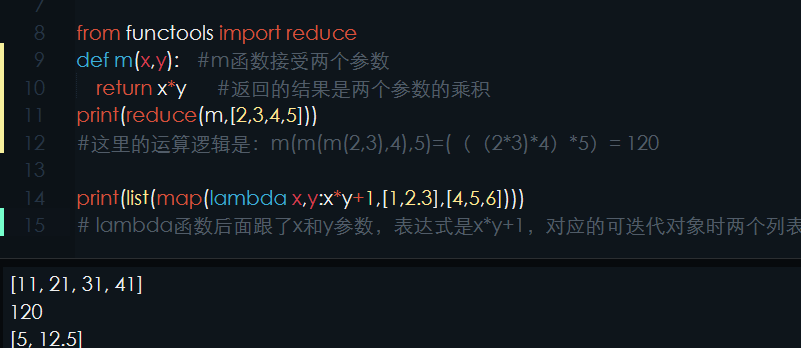 7
8 from functools import reduce
9 def m(x,y): #m函数接受两个参数
10 return x*y #返回的结果是两个参数的乘积
11 print(reduce(m,[2,3,4,5]))
12 #这里的运算逻辑是：m(m(m(2,3),4),5)=(（（2*3)*4）*5）= 120
13
14 print(list(map(lambda x,y:x*y+1,[1,2.3],[4,5,6])))
15 # lambda函数后面跟了x和y参数，表达式是x*y+1，对应的可迭代对象时两个列表
[11, 21, 31, 41]
120
[5, 12.5]